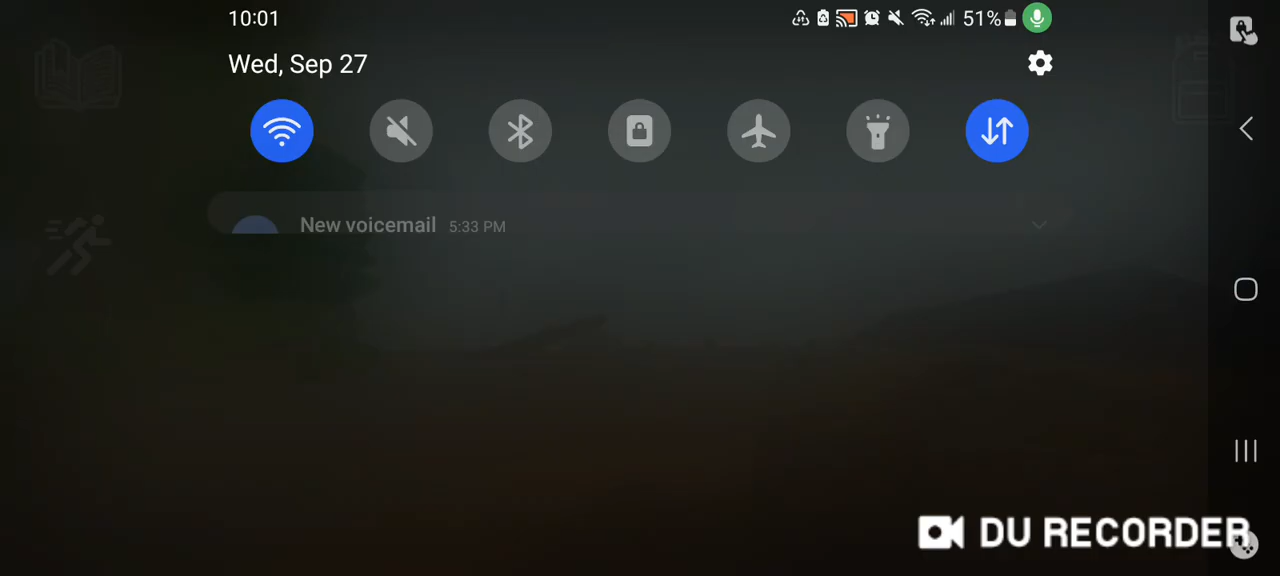 10:01
51%
Wed, Sep 27
New voicemail 5:33 PM
DU RECORDER